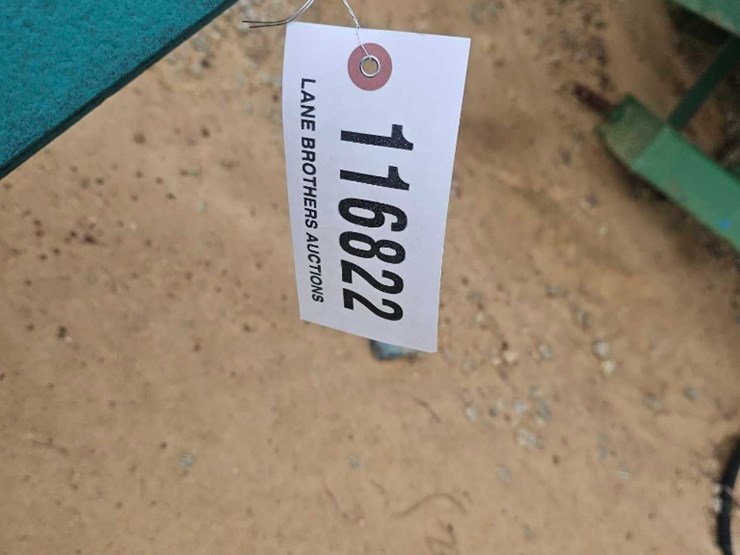 116822
LANE BROTHERS AUCTIONS